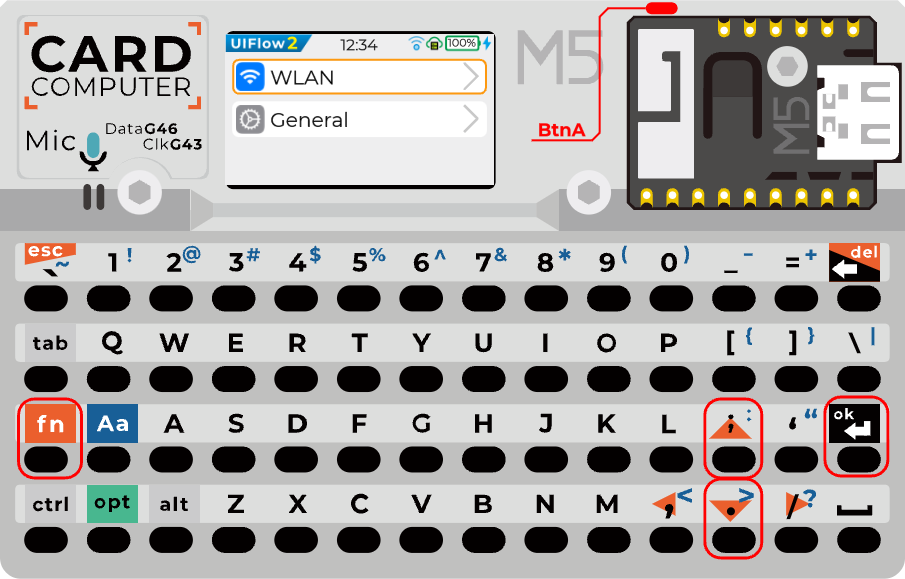 CARD
COMPUTER
Mic
DataG46
ClkG43
UIFlow2 12:34 100%
WLAN
General
M5
BtnA
M5
esc ` ~ 1 ! 2 @ 3 # 4 $ 5 % 6 ^ 7 & 8 * 9 ( 0 ) _ - = + del
tab Q W E R T Y U I O P [ { ] } \ |
fn Aa A S D F G H J K L ; : ‘ “ ok
ctrl opt alt Z X C V B N M , < . > / ?